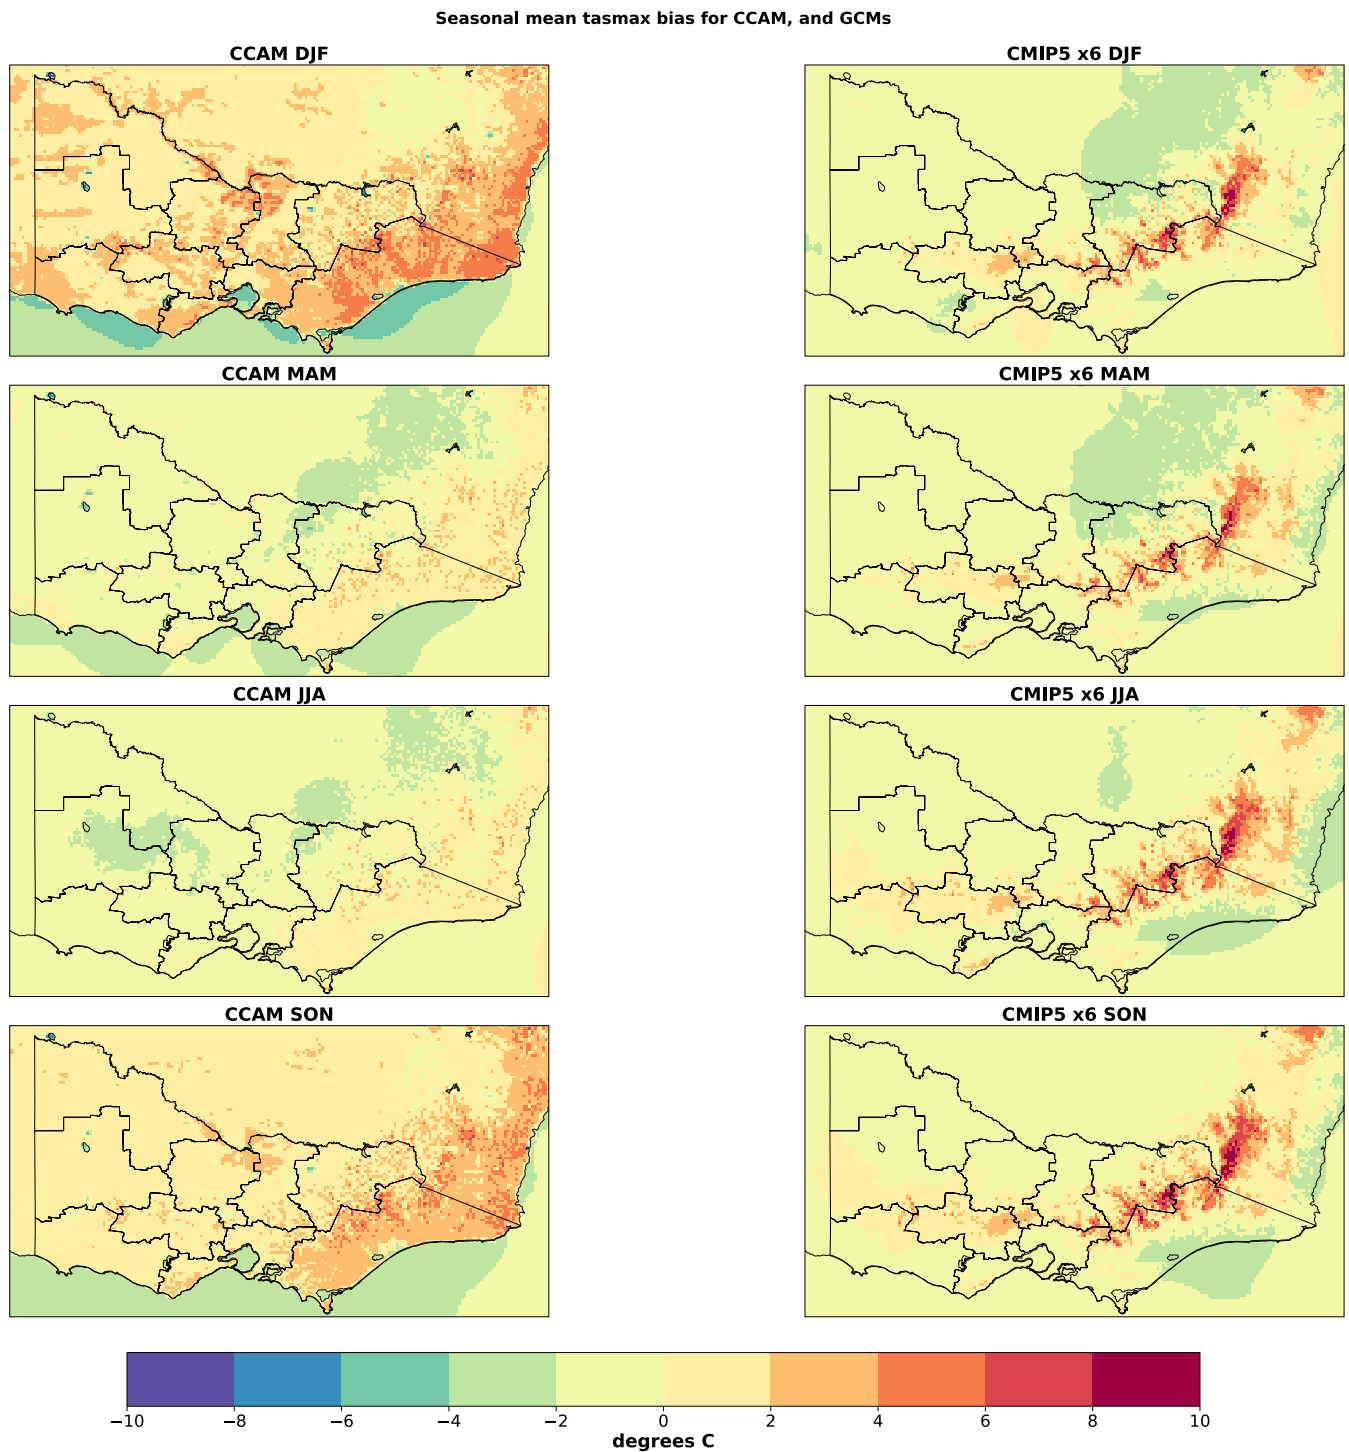 Seasonal mean tasmax bias for CCAM, and GCMs
CCAM DJF
CMIP5 x6 DJF
CCAM MAM
CMIP5 x6 MAM
CCAM JJA
CMIP5 x6 JJA
CCAM SON
CMIP5 x6 SON
−10 −8 −6 −4 −2 0 2 4 6 8 10
degrees C